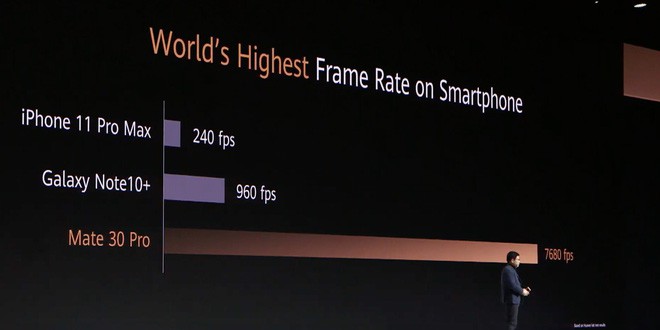 World's Highest Frame Rate on Smartphone
iPhone 11 Pro Max 240 fps
Galaxy Note10+ 960 fps
Mate 30 Pro 7680 fps